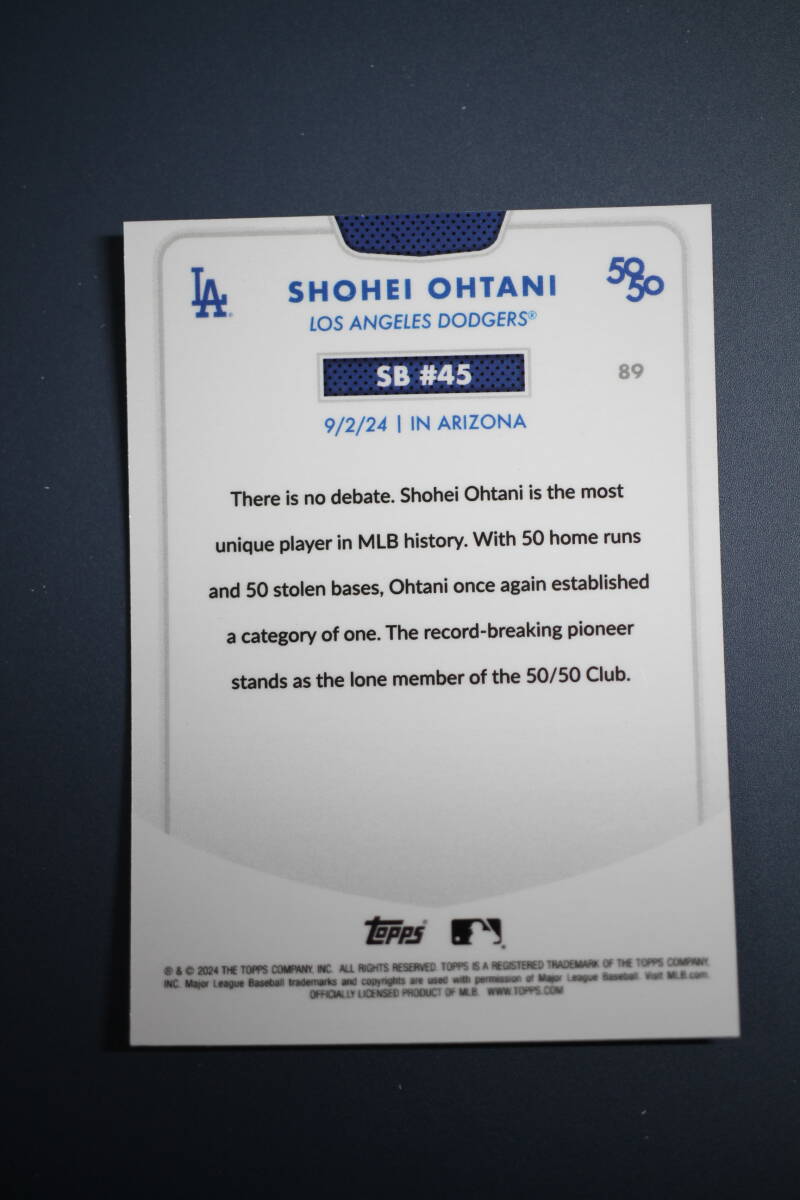 LA
SHOHEI OHTANI
50
50
LOS ANGELES DODGERS®
SB #45
89
9/2/24 | IN ARIZONA
There is no debate. Shohei Ohtani is the most
unique player in MLB history. With 50 home runs
and 50 stolen bases, Ohtani once again established
a category of one. The record-breaking pioneer
stands as the lone member of the 50/50 Club.
Topps
® & © 2024 THE TOPPS COMPANY, INC. ALL RIGHTS RESERVED. TOPPS IS A REGISTERED TRADEMARK OF THE TOPPS COMPANY,
INC. Major League Baseball trademarks and copyrights are used with permission of Major League Baseball. Visit MLB.com.
OFFICIALLY LICENSED PRODUCT OF MLB. WWW.TOPPS.COM